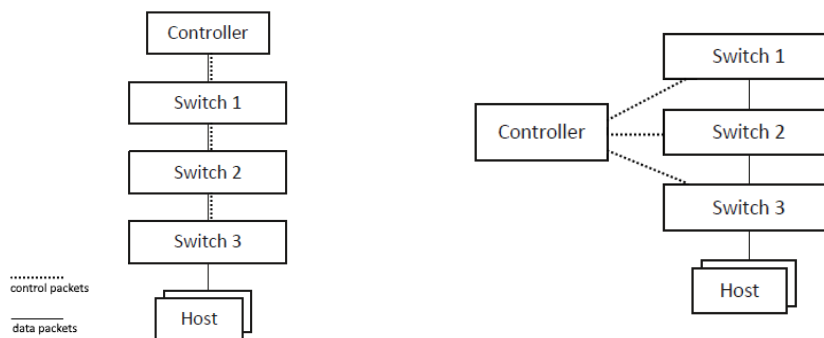 Controller
Switch 1
Switch 2
Switch 3
Host
control packets
data packets
Switch 1
Controller
Switch 2
Switch 3
Host